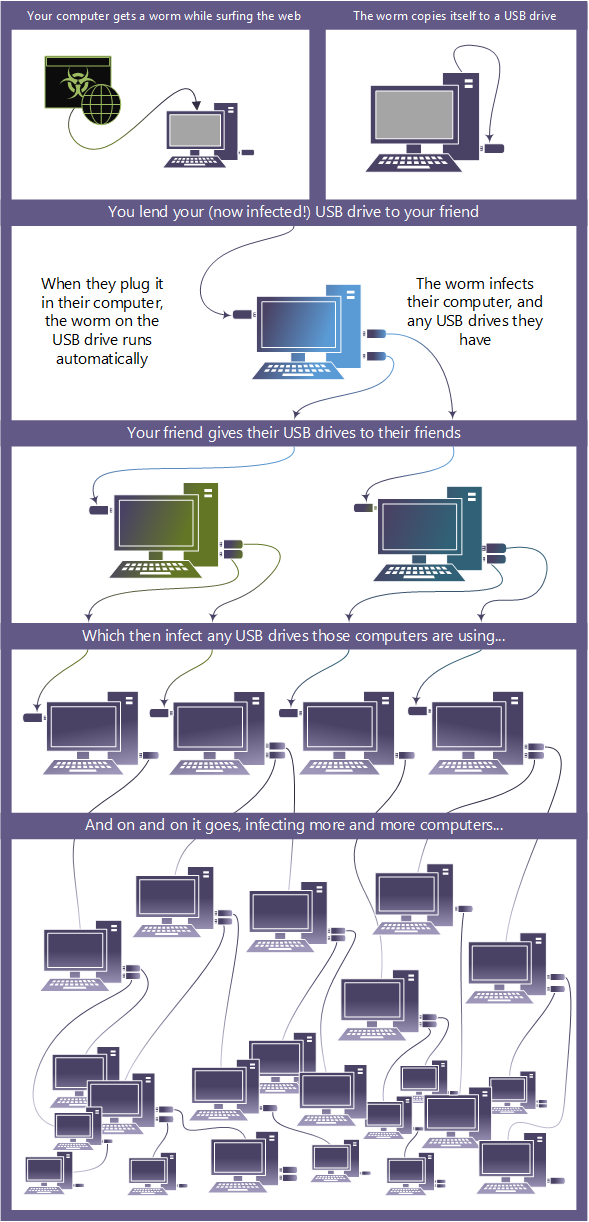 Your computer gets a worm while surfing the web
The worm copies itself to a USB drive
You lend your (now infected!) USB drive to your friend
When they plug it
in their computer,
the worm on the
USB drive runs
automatically
The worm infects
their computer, and
any USB drives they
have
Your friend gives their USB drives to their friends
Which then infect any USB drives those computers are using...
And on and on it goes, infecting more and more computers...